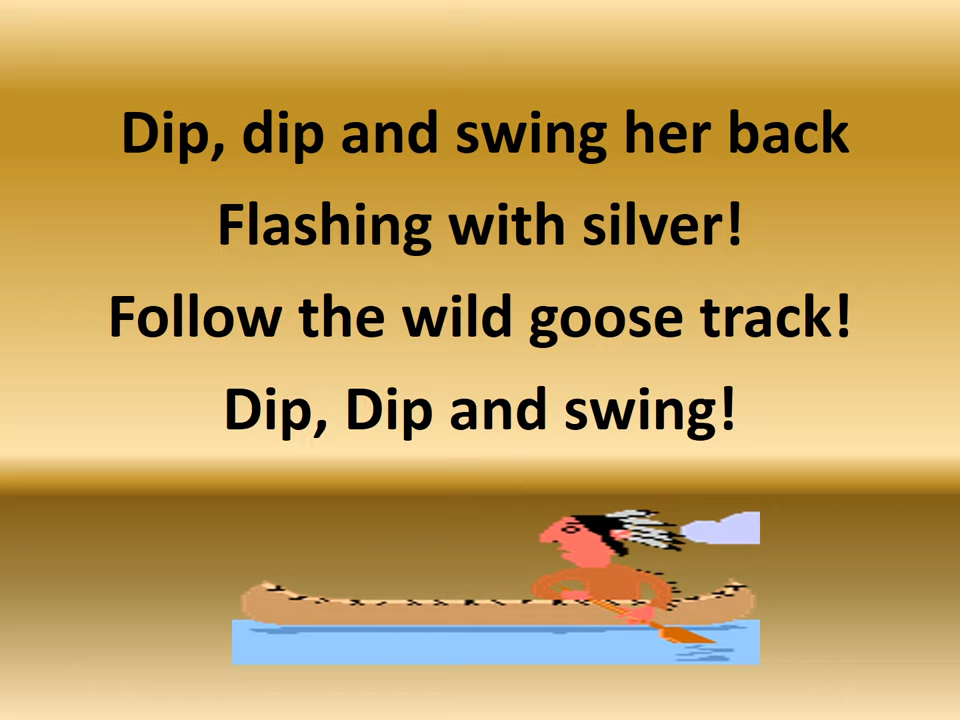 Dip, dip and swing her back
Flashing with silver!
Follow the wild goose track!
Dip, Dip and swing!